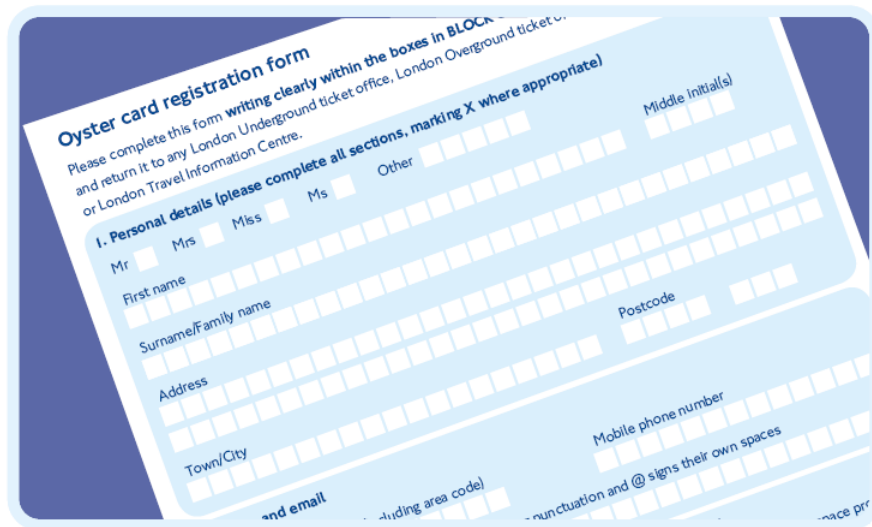 Oyster card registration form
Please complete this form writing clearly within the boxes in BLOCK
and return it to any London Underground ticket office, London Overground ticket
or London Travel Information Centre.
1. Personal details (please complete all sections, marking X where appropriate)
Mr Mrs Miss Ms Other
First name Middle initial(s)
Surname/Family name
Address
Town/City Postcode
and email
cluding area code) Mobile phone number
punctuation and @ signs their own spaces